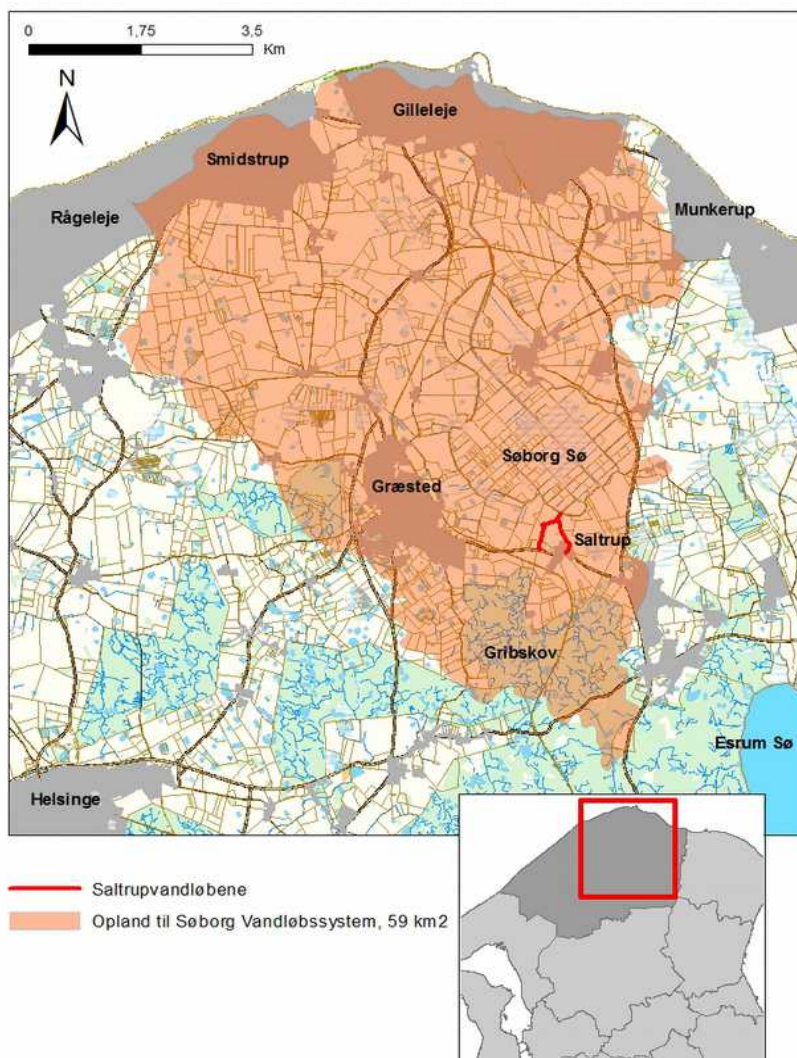 0 1,75 3,5
Km
N
Gilleleje
Smidstrup
Rågeleje
Munkerup
Søborg Sø
Græsted
Saltrup
Gribskov
Esrum Sø
Helsinge
Saltrupvandløbene
Opland til Søborg Vandløbssystem, 59 km2